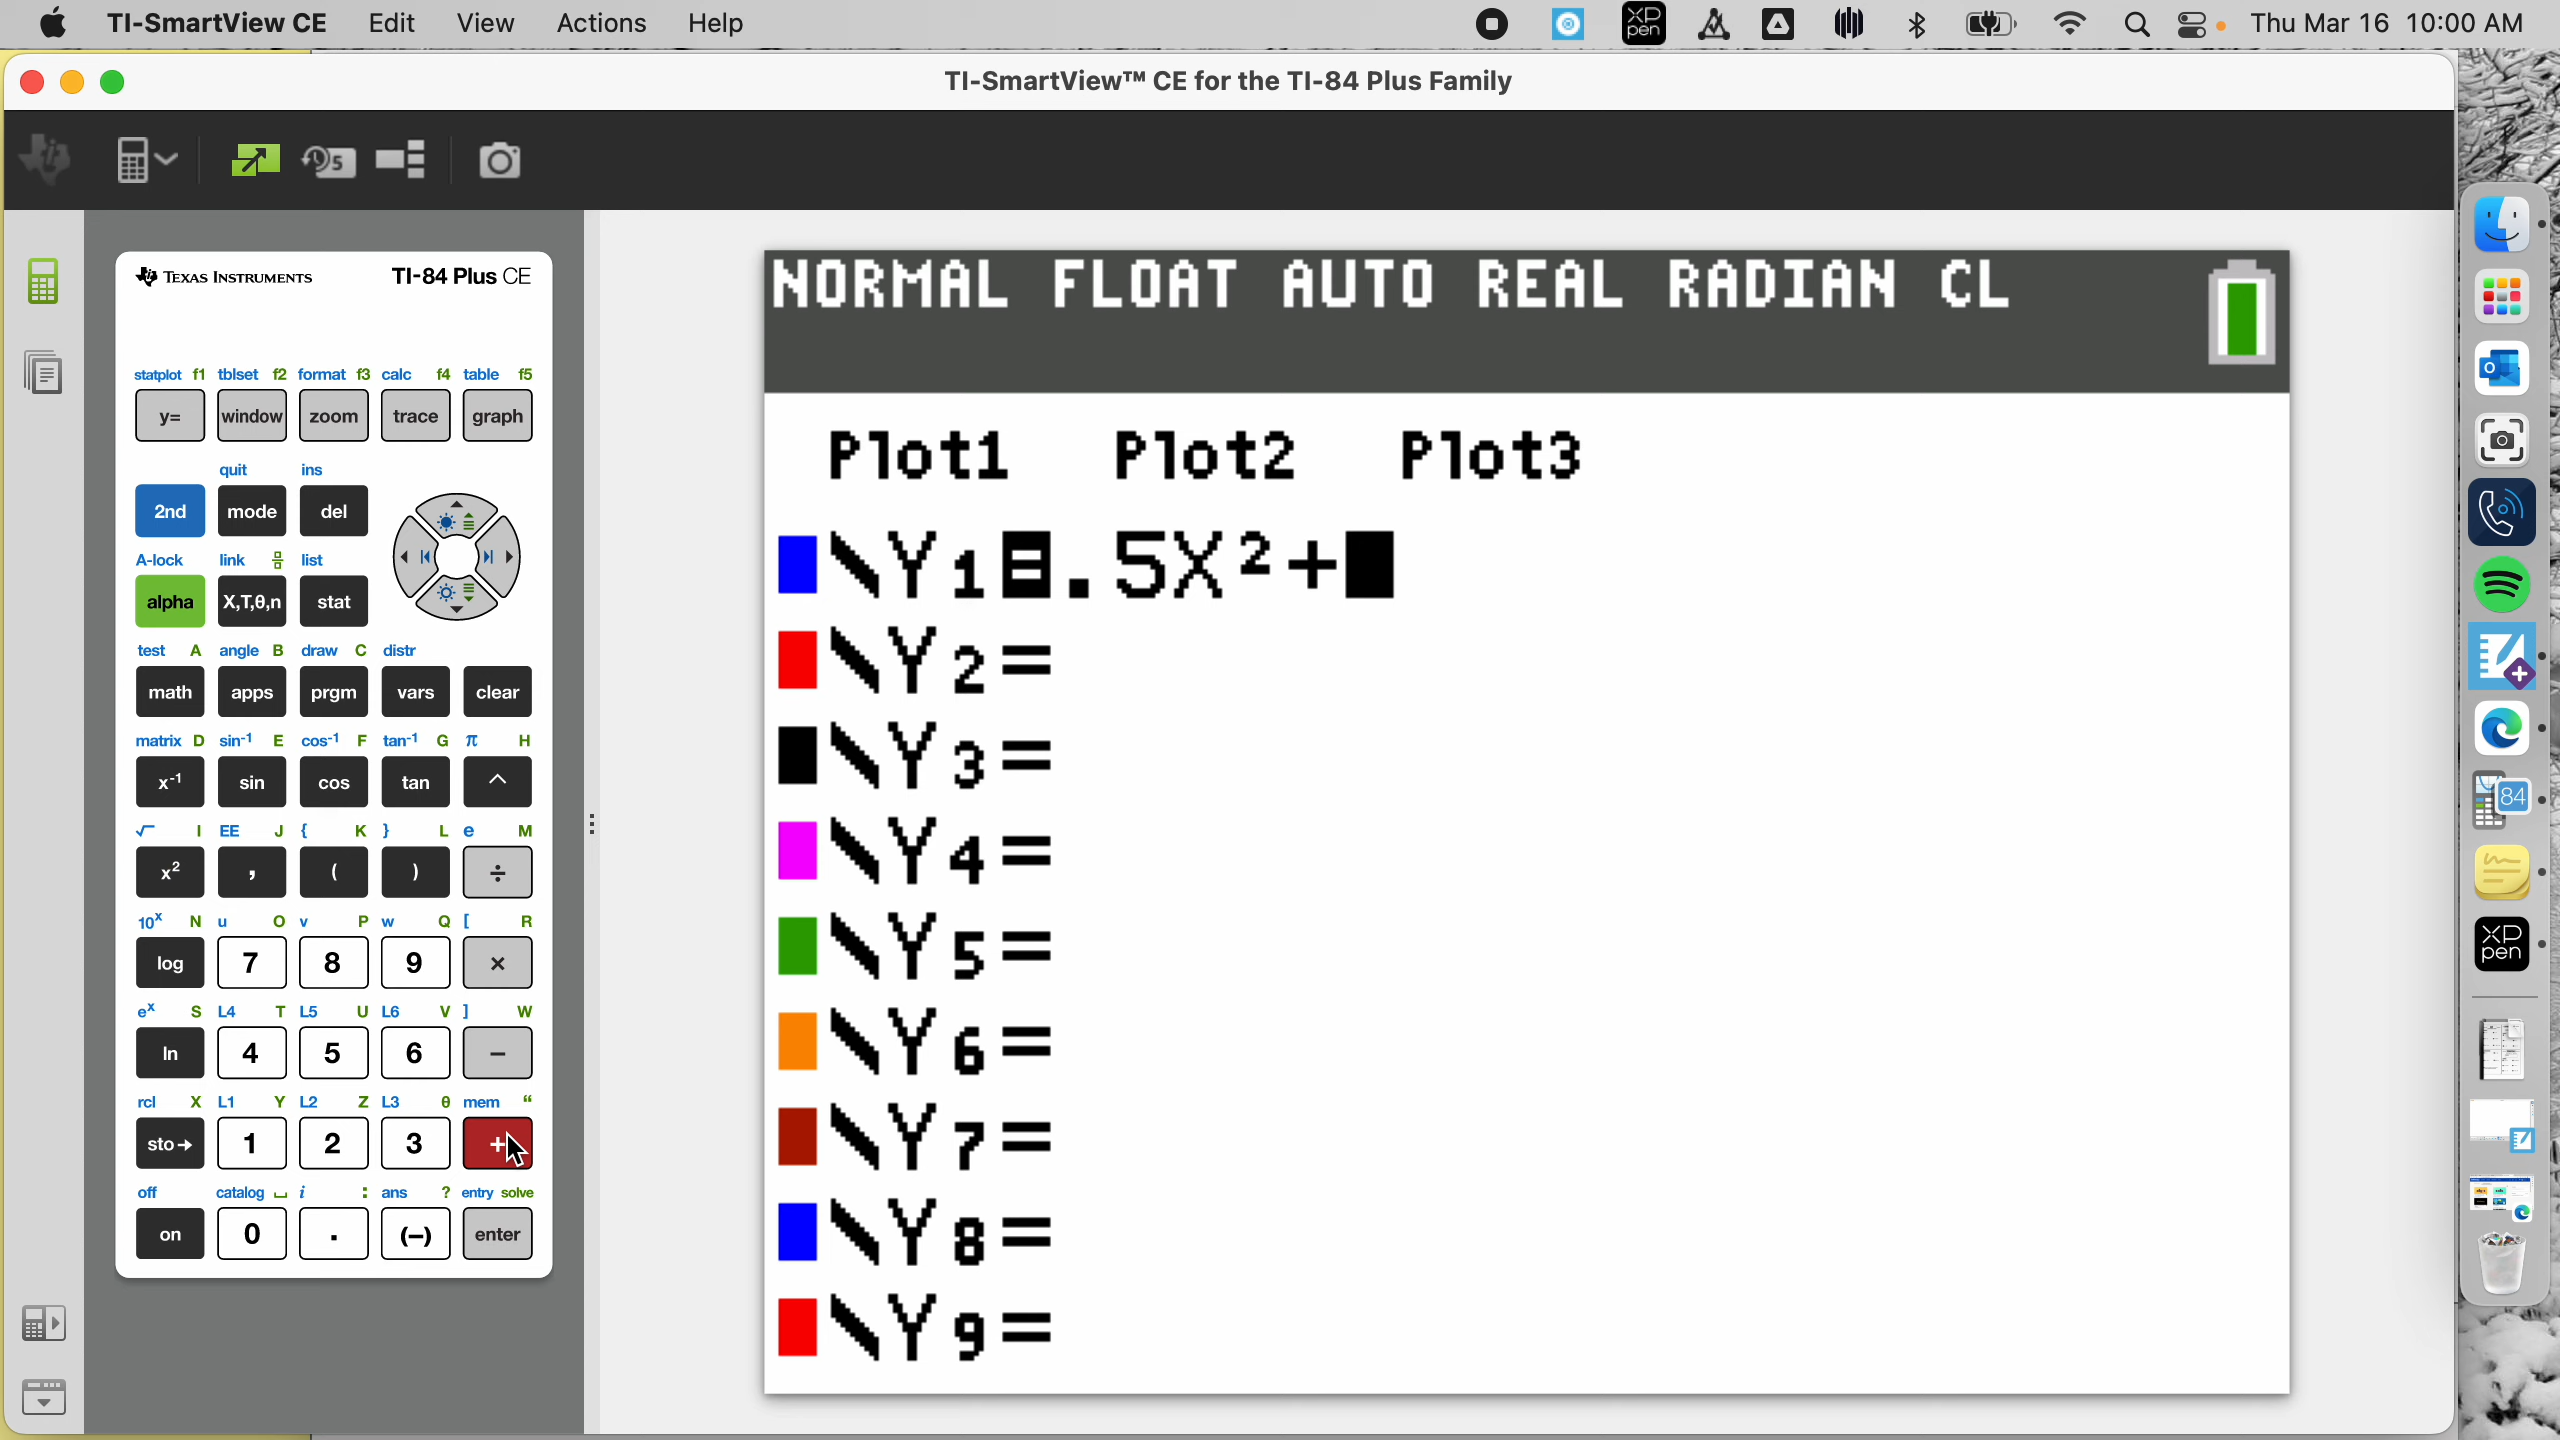 TI-SmartView CE Edit View Actions Help XP pen Thu Mar 16 10:00 AM
TI-SmartView™ CE for the TI-84 Plus Family
5
TEXAS INSTRUMENTS TI-84 Plus CE
statplot f1 tblset f2 format f3 calc f4 table f5
y= window zoom trace graph
quit ins
2nd mode del
A-lock link list
alpha X,T,θ,n stat
test A angle B draw C distr
math apps prgm vars clear
matrix D sin⁻¹ E cos⁻¹ F tan⁻¹ G π H
x⁻¹ sin cos tan ^
√ I EE J { K } L e M
x² , ( ) ÷
10ˣ N u O v P w Q [ R
log 7 8 9 ×
eˣ S L4 T L5 U L6 V ] W
ln 4 5 6 −
rcl X L1 Y L2 Z L3 θ mem “
sto→ 1 2 3 +
off catalog ⎵ i : ans ? entry solve
on 0 . (−) enter
NORMAL FLOAT AUTO REAL RADIAN CL
Plot1 Plot2 Plot3
\Y1=.5X²+
\Y2=
\Y3=
\Y4=
\Y5=
\Y6=
\Y7=
\Y8=
\Y9=
84
XP pen